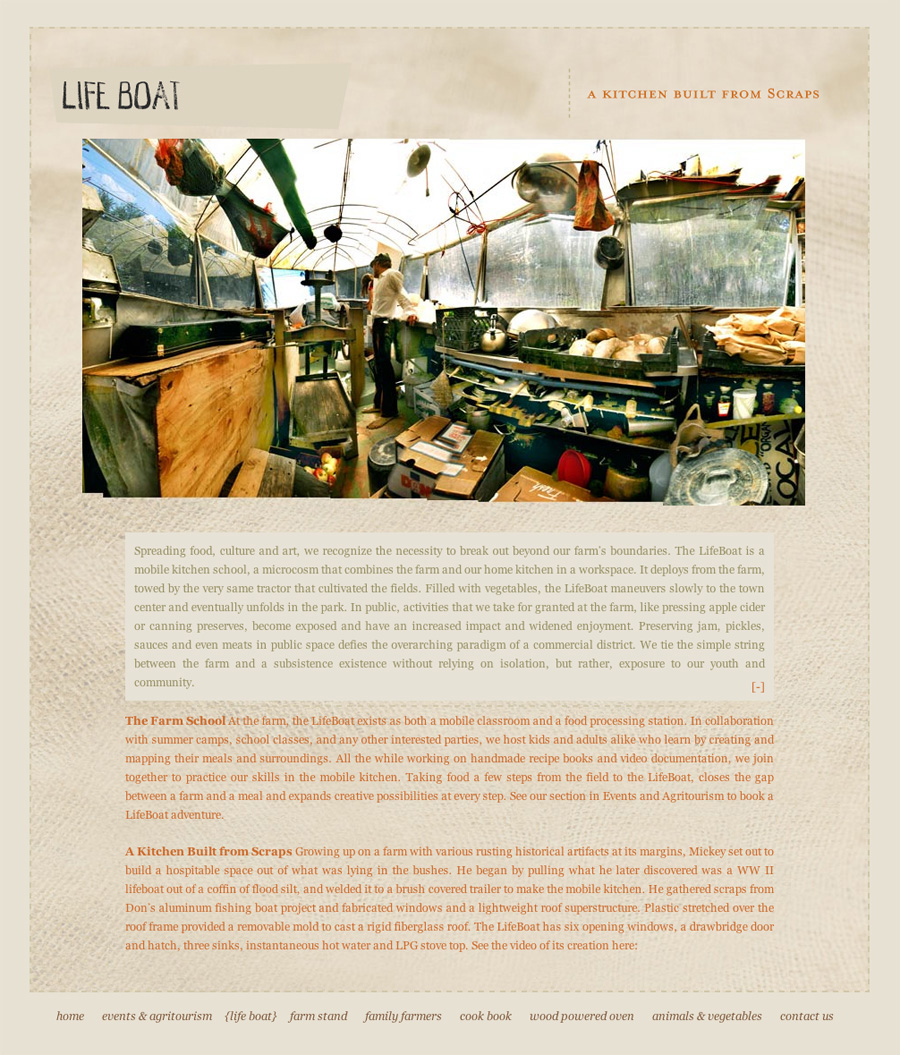 LIFE BOAT
A KITCHEN BUILT FROM SCRAPS
Spreading food, culture and art, we recognize the necessity to break out beyond our farm's boundaries. The LifeBoat is a
mobile kitchen school, a microcosm that combines the farm and our home kitchen in a workspace. It deploys from the farm,
towed by the very same tractor that cultivated the fields. Filled with vegetables, the LifeBoat maneuvers slowly to the town
center and eventually unfolds in the park. In public, activities that we take for granted at the farm, like pressing apple cider
or canning preserves, become exposed and have an increased impact and widened enjoyment. Preserving jam, pickles,
sauces and even meats in public space defies the overarching paradigm of a commercial district. We tie the simple string
between the farm and a subsistence existence without relying on isolation, but rather, exposure to our youth and
community.
[-]
The Farm School At the farm, the LifeBoat exists as both a mobile classroom and a food processing station. In collaboration
with summer camps, school classes, and any other interested parties, we host kids and adults alike who learn by creating and
mapping their meals and surroundings. All the while working on handmade recipe books and video documentation, we join
together to practice our skills in the mobile kitchen. Taking food a few steps from the field to the LifeBoat, closes the gap
between a farm and a meal and expands creative possibilities at every step. See our section in Events and Agritourism to book a
LifeBoat adventure.
A Kitchen Built from Scraps Growing up on a farm with various rusting historical artifacts at its margins, Mickey set out to
build a hospitable space out of what was lying in the bushes. He began by pulling what he later discovered was a WW II
lifeboat out of a coffin of flood silt, and welded it to a brush covered trailer to make the mobile kitchen. He gathered scraps from
Don's aluminum fishing boat project and fabricated windows and a lightweight roof superstructure. Plastic stretched over the
roof frame provided a removable mold to cast a rigid fiberglass roof. The LifeBoat has six opening windows, a drawbridge door
and hatch, three sinks, instantaneous hot water and LPG stove top. See the video of its creation here:
home events & agritourism {life boat} farm stand family farmers cook book wood powered oven animals & vegetables contact us